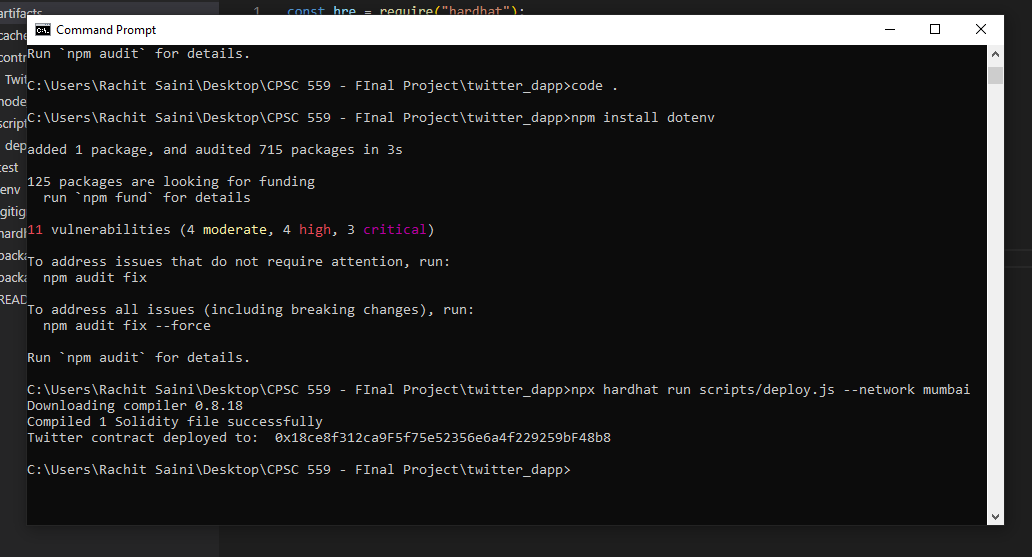 artifacts
1 const hre = require("hardhat");
Command Prompt
cache
contr
Twit
node
script
dep
test
env
gitig
hardh
packa
packa
READ
Run `npm audit` for details.
C:\Users\Rachit Saini\Desktop\CPSC 559 - FInal Project\twitter_dapp>code .
C:\Users\Rachit Saini\Desktop\CPSC 559 - FInal Project\twitter_dapp>npm install dotenv
added 1 package, and audited 715 packages in 3s
125 packages are looking for funding
run `npm fund` for details
11 vulnerabilities (4 moderate, 4 high, 3 critical)
To address issues that do not require attention, run:
npm audit fix
To address all issues (including breaking changes), run:
npm audit fix --force
Run `npm audit` for details.
C:\Users\Rachit Saini\Desktop\CPSC 559 - FInal Project\twitter_dapp>npx hardhat run scripts/deploy.js --network mumbai
Downloading compiler 0.8.18
Compiled 1 Solidity file successfully
Twitter contract deployed to:  0x18ce8f312ca9F5f75e52356e6a4f229259bF48b8
C:\Users\Rachit Saini\Desktop\CPSC 559 - FInal Project\twitter_dapp>